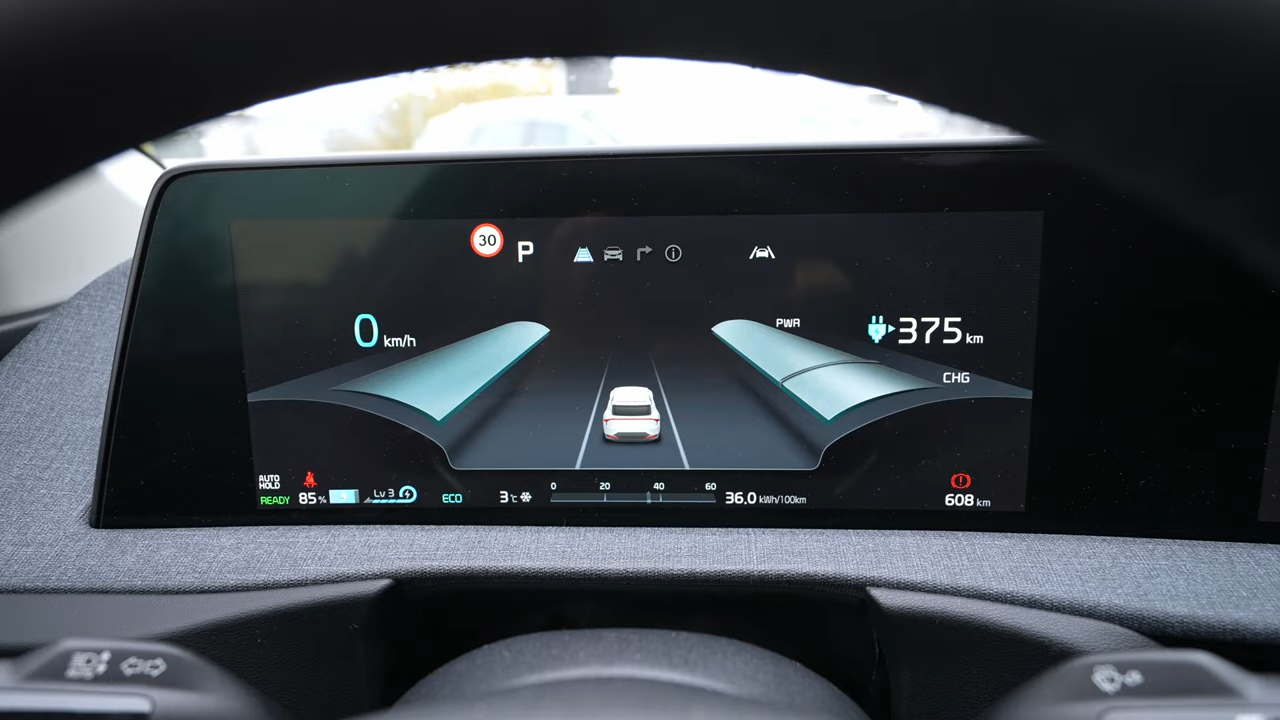 30 P
0 km/h
PWR
375 km
CHG
AUTO HOLD
READY 85% Lv 3 ECO 3°C
0 20 40 60
36.0 kWh/100km
608 km